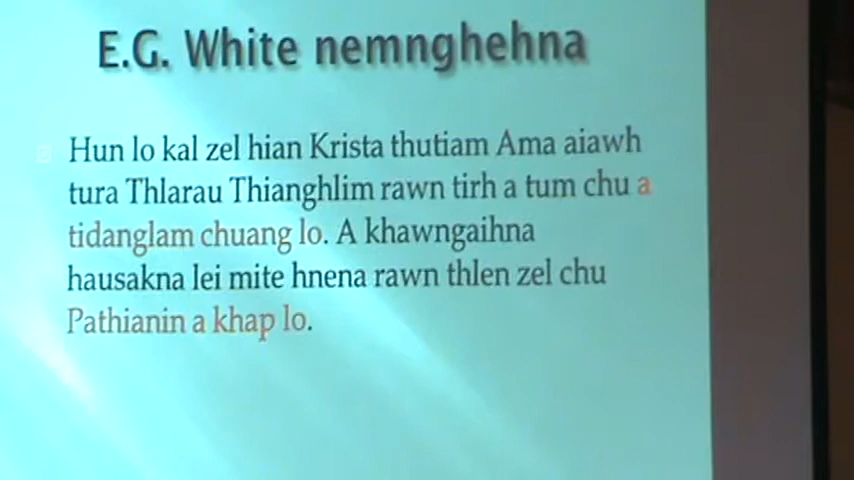 E.G. White nemnghehna
Hun lo kal zel hian Krista thutiam Ama aiawh
tura Thlarau Thianghlim rawn tirh a tum chu a
tidanglam chuang lo. A khawngaihna
hausakna lei mite hnena rawn thlen zel chu
Pathianin a khap lo.